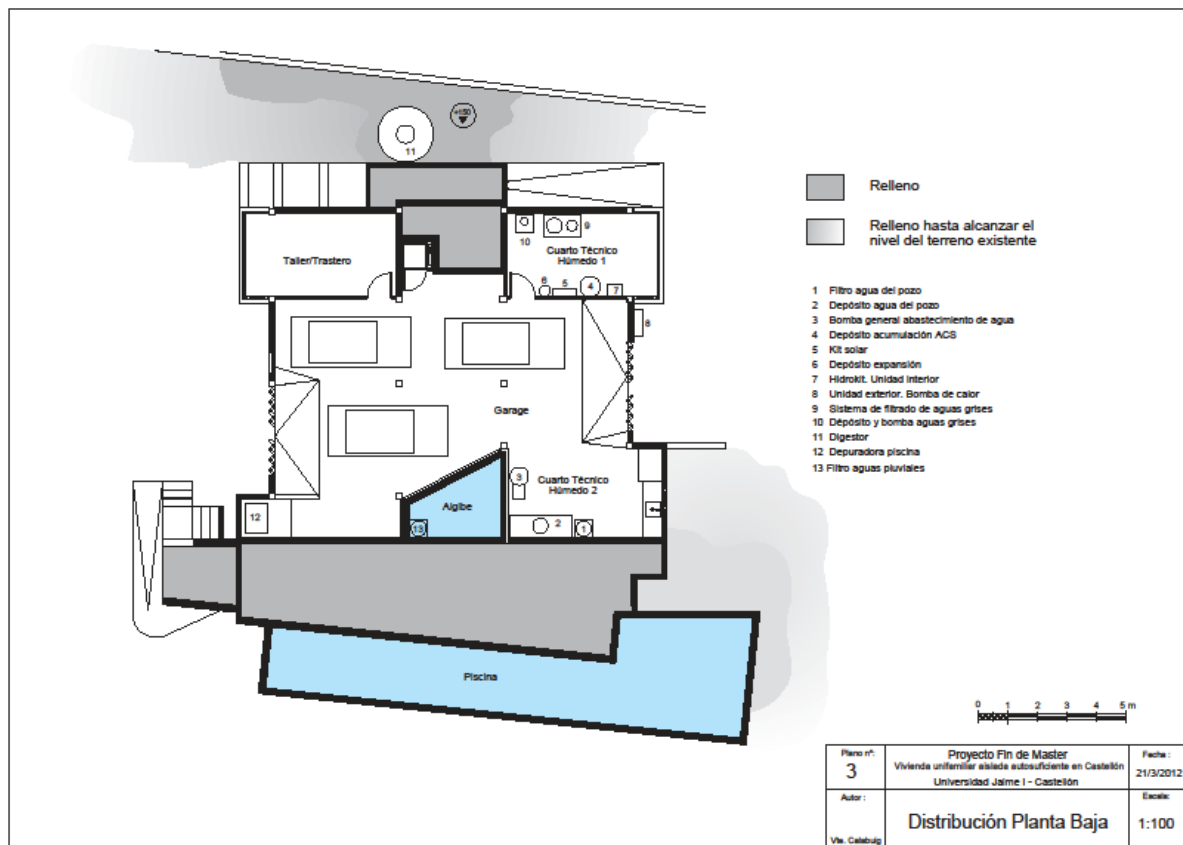 +150
11
Relleno
Relleno hasta alcanzar el
nivel del terreno existente
10
9
Cuarto Técnico
Húmedo 1
Taller/Trastero
6
5
4
7
8
1 Filtro agua del pozo
2 Depósito agua del pozo
3 Bomba general abastecimiento de agua
4 Depósito acumulación ACS
5 Kit solar
6 Depósito expansión
7 Hidrokit. Unidad interior
8 Unidad exterior. Bomba de calor
9 Sistema de filtrado de aguas grises
10 Dépósito y bomba aguas grises
11 Digestor
12 Depuradora piscina
13 Filtro aguas pluviales
Garage
3
Cuarto Técnico
Húmedo 2
Algibe
12
13
2
1
Piscina
0 1 2 3 4 5 m
Plano nº:
3
Proyecto Fin de Master
Vivienda unifamiliar aislada autosuficiente en Castellón
Universidad Jaime I - Castellón
Fecha :
21/3/2012
Autor :
Vte. Calabuig
Distribución Planta Baja
Escala:
1:100